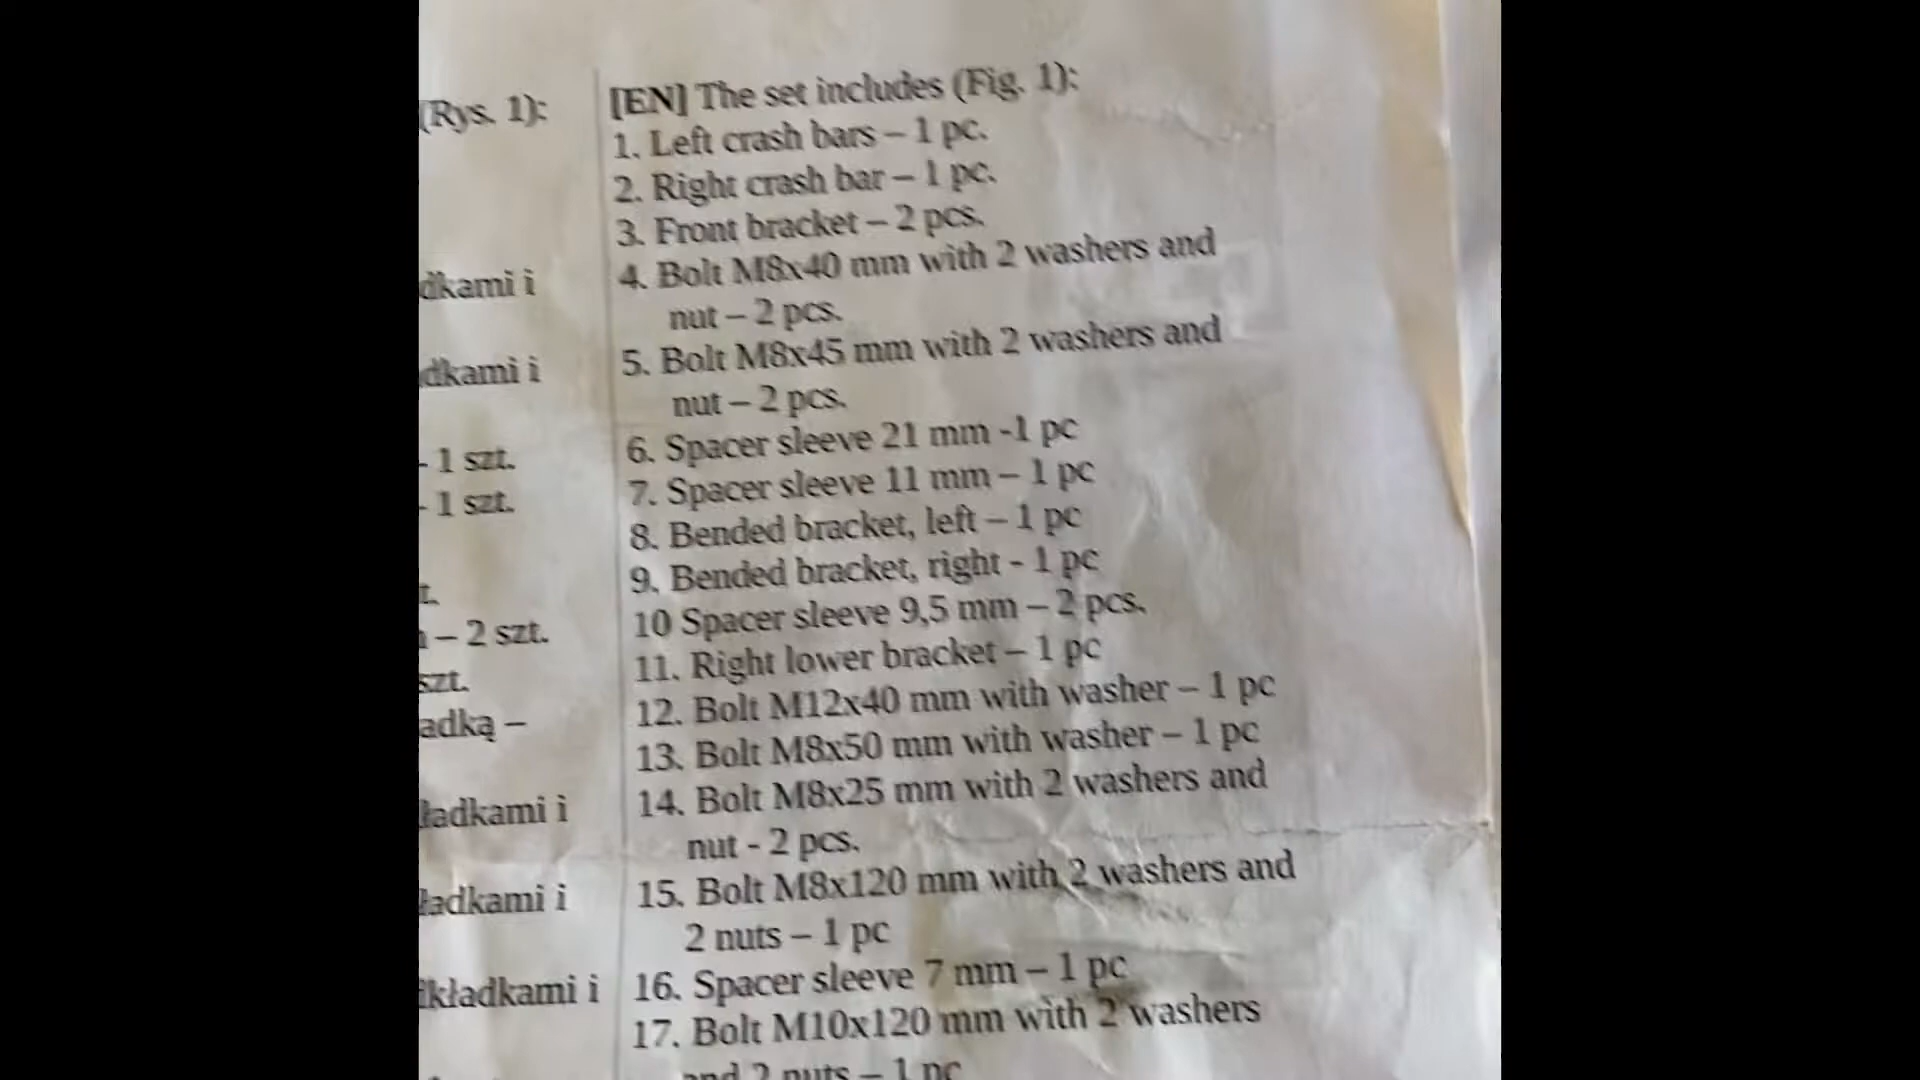 (Rys. 1):
dkami i
dkami i
- 1 szt.
- 1 szt.
t.
– 2 szt.
szt.
adką –
ładkami i
ładkami i
kładkami i
[EN] The set includes (Fig. 1):
1. Left crash bars – 1 pc.
2. Right crash bar – 1 pc.
3. Front bracket – 2 pcs.
4. Bolt M8x40 mm with 2 washers and
nut – 2 pcs.
5. Bolt M8x45 mm with 2 washers and
nut – 2 pcs.
6. Spacer sleeve 21 mm -1 pc
7. Spacer sleeve 11 mm – 1 pc
8. Bended bracket, left – 1 pc
9. Bended bracket, right - 1 pc
10 Spacer sleeve 9,5 mm – 2 pcs.
11. Right lower bracket – 1 pc
12. Bolt M12x40 mm with washer – 1 pc
13. Bolt M8x50 mm with washer – 1 pc
14. Bolt M8x25 mm with 2 washers and
nut - 2 pcs.
15. Bolt M8x120 mm with 2 washers and
2 nuts – 1 pc
16. Spacer sleeve 7 mm – 1 pc
17. Bolt M10x120 mm with 2 washers
and 2 nuts – 1 pc